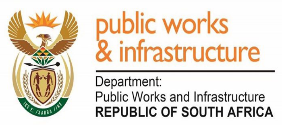 public works
& infrastructure
Department:
Public Works and Infrastructure
REPUBLIC OF SOUTH AFRICA